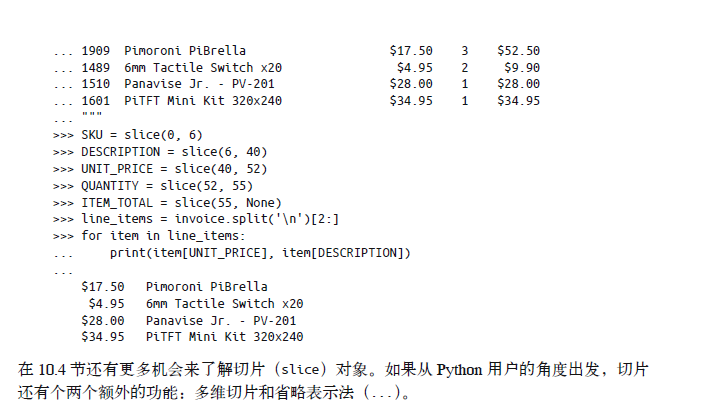 ... 1909  Pimoroni PiBrella                   $17.50    3    $52.50
... 1489  6mm Tactile Switch x20               $4.95    2     $9.90
... 1510  Panavise Jr. - PV-201               $28.00    1    $28.00
... 1601  PiTFT Mini Kit 320x240              $34.95    1    $34.95
... """
>>> SKU = slice(0, 6)
>>> DESCRIPTION = slice(6, 40)
>>> UNIT_PRICE = slice(40, 52)
>>> QUANTITY = slice(52, 55)
>>> ITEM_TOTAL = slice(55, None)
>>> line_items = invoice.split('\n')[2:]
>>> for item in line_items:
...     print(item[UNIT_PRICE], item[DESCRIPTION])
...
    $17.50   Pimoroni PiBrella
     $4.95   6mm Tactile Switch x20
    $28.00   Panavise Jr. - PV-201
    $34.95   PiTFT Mini Kit 320x240
在 10.4 节还有更多机会来了解切片（slice）对象。如果从 Python 用户的角度出发，切片
还有个两个额外的功能：多维切片和省略表示法（...）。